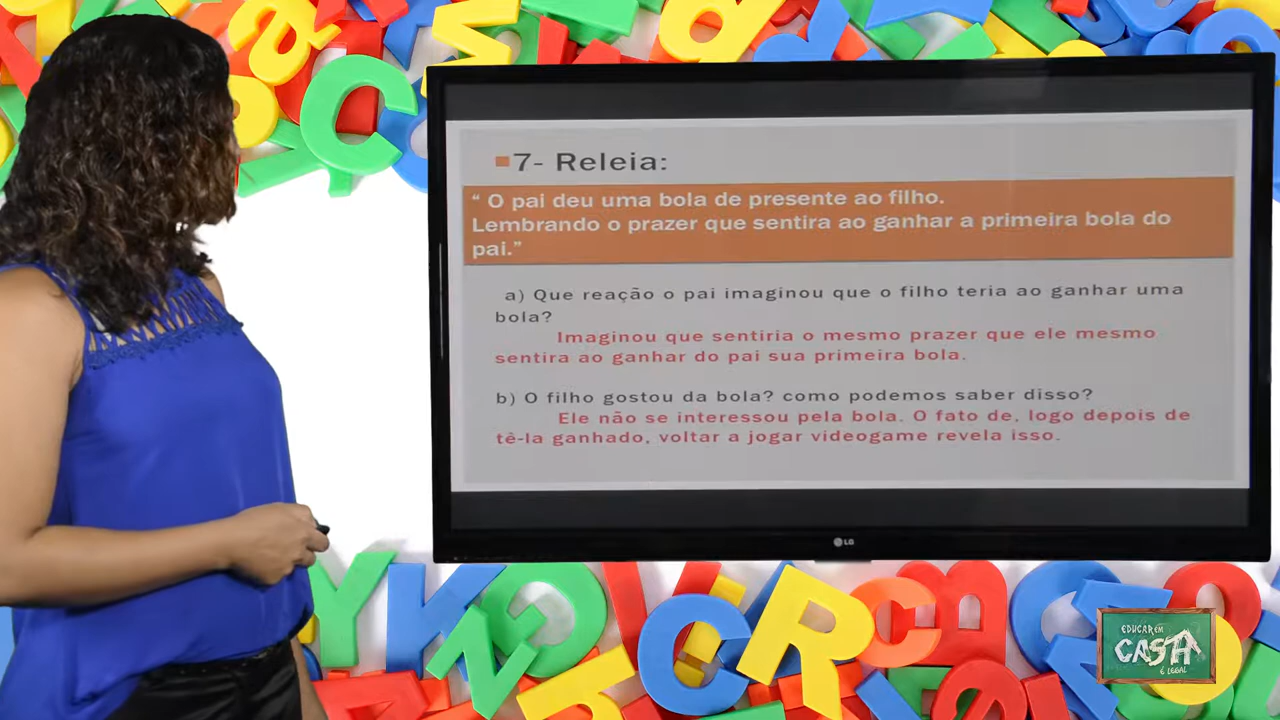 7- Releia:
“ O pai deu uma bola de presente ao filho.
Lembrando o prazer que sentira ao ganhar a primeira bola do
pai.”
a) Que reação o pai imaginou que o filho teria ao ganhar uma
bola?
Imaginou que sentiria o mesmo prazer que ele mesmo
sentira ao ganhar do pai sua primeira bola.
b) O filho gostou da bola? como podemos saber disso?
Ele não se interessou pela bola. O fato de, logo depois de
tê-la ganhado, voltar a jogar videogame revela isso.
LG
EDUCAR EM
CASA
É LEGAL